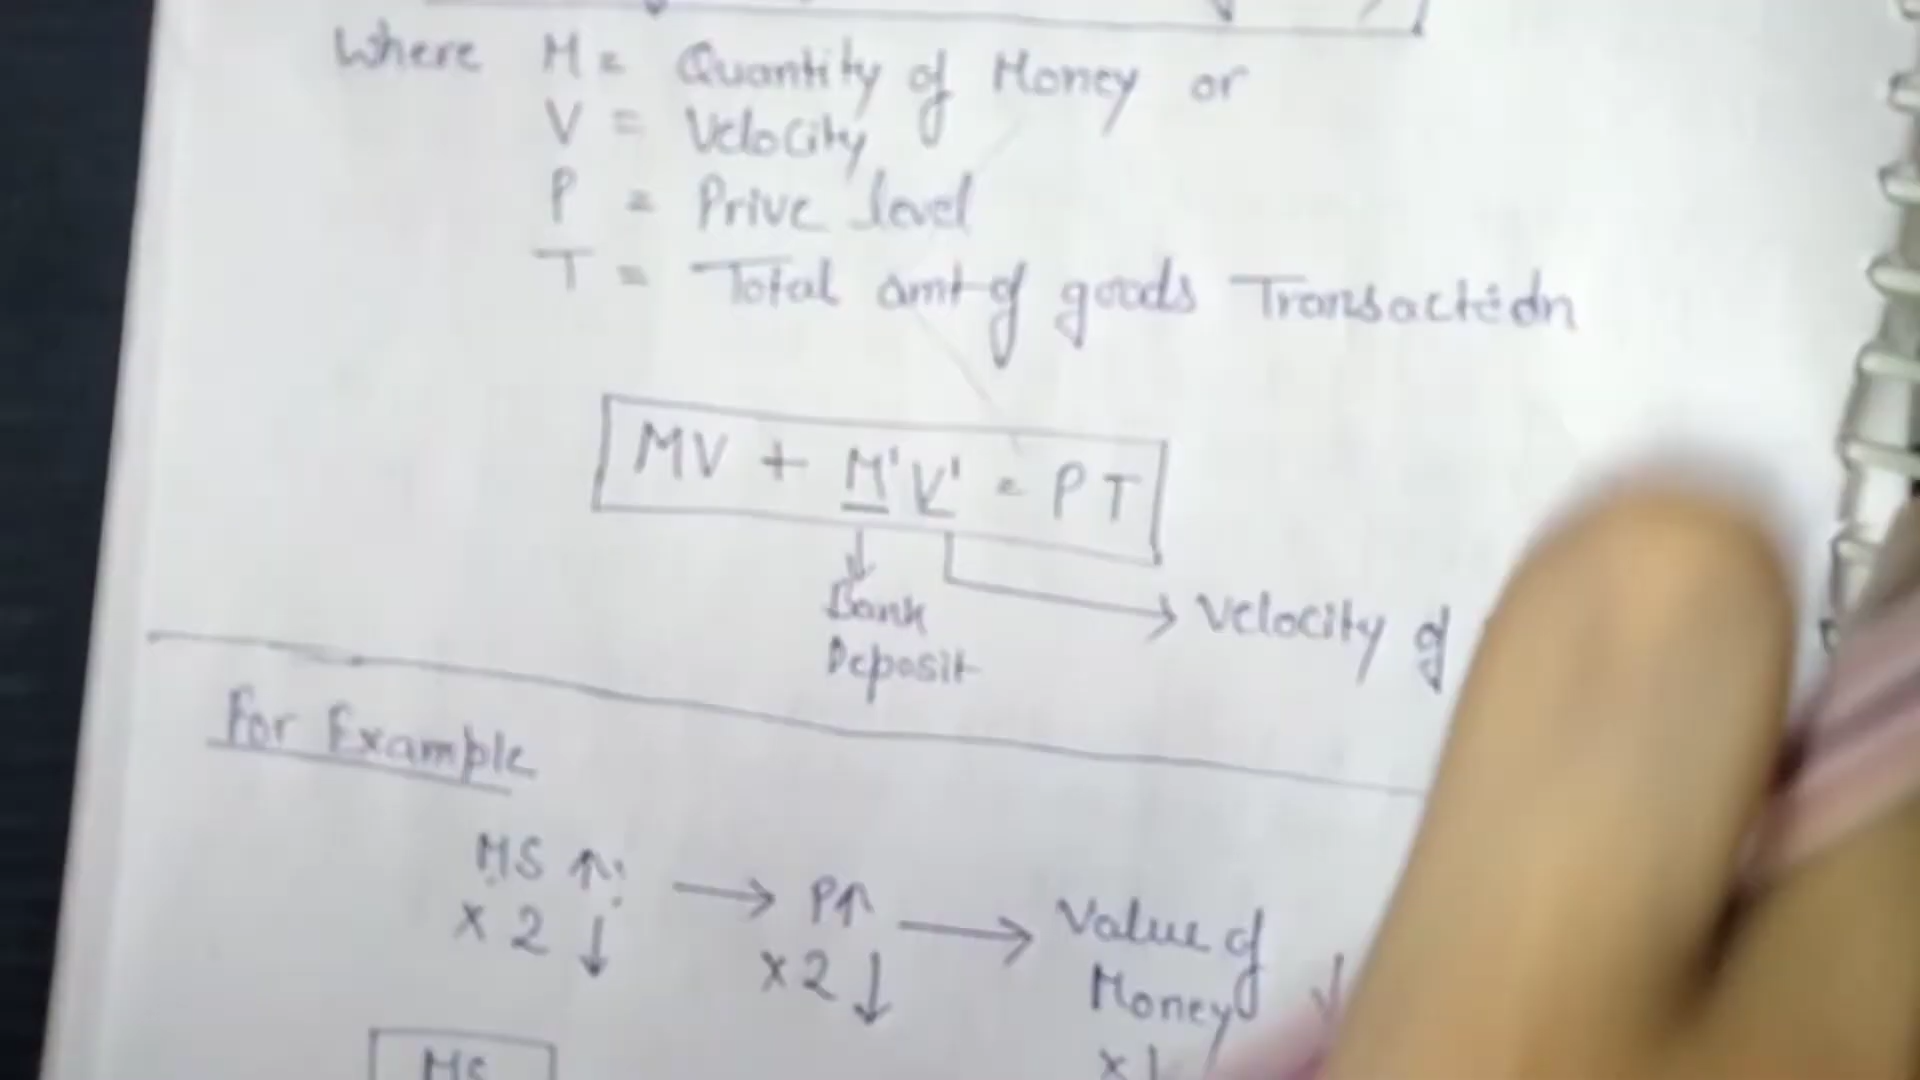 Where M = Quantity of Money or
V = Velocity
P = Prive level
T = Total amt of goods Transaction
MV + M'V' = PT
Bank
Deposit
Velocity of
For Example
MS ↑ → P↑ → Value of
Money ↓
x 2 ↓
x2 ↓
MS